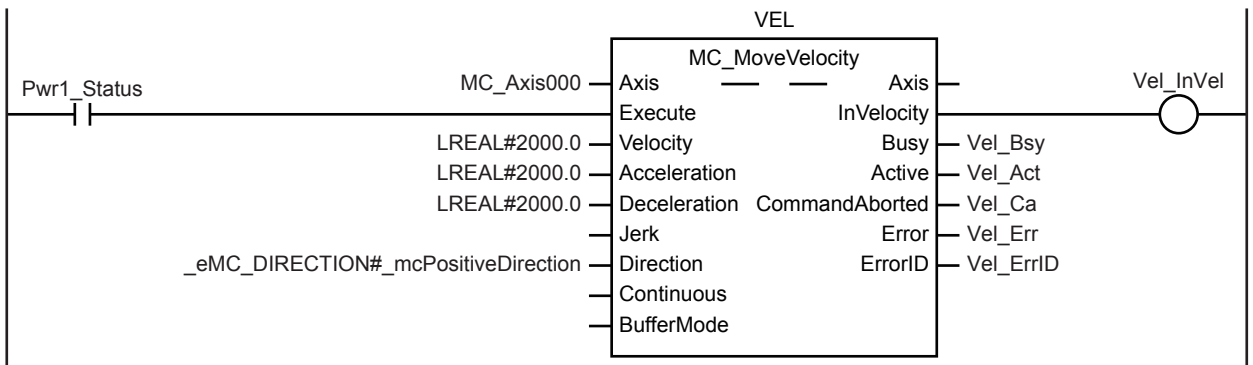 VEL
MC_MoveVelocity
Pwr1_Status
MC_Axis000 Axis Axis
Vel_InVel
Execute InVelocity
LREAL#2000.0 Velocity Busy Vel_Bsy
LREAL#2000.0 Acceleration Active Vel_Act
LREAL#2000.0 Deceleration CommandAborted Vel_Ca
Jerk Error Vel_Err
_eMC_DIRECTION#_mcPositiveDirection Direction ErrorID Vel_ErrID
Continuous
BufferMode